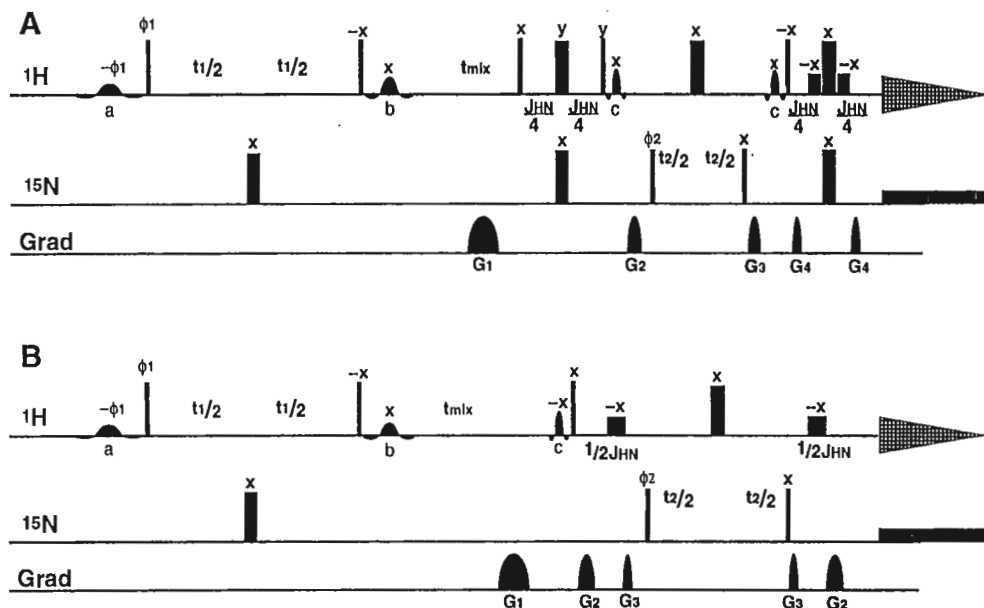 A
ϕ1 −x x y y x −x x
−ϕ1 t1/2 t1/2 x tmix x x −x −x
1H
a b JHN/4 JHN/4 c c JHN/4 JHN/4
x x ϕ2 t2/2 t2/2 x x
15N
Grad
G1 G2 G3 G4 G4
B
ϕ1 −x x x
−ϕ1 t1/2 t1/2 x tmix −x −x −x
1H
a b c 1/2JHN 1/2JHN
x ϕ2 t2/2 t2/2 x
15N
Grad
G1 G2 G3 G3 G2